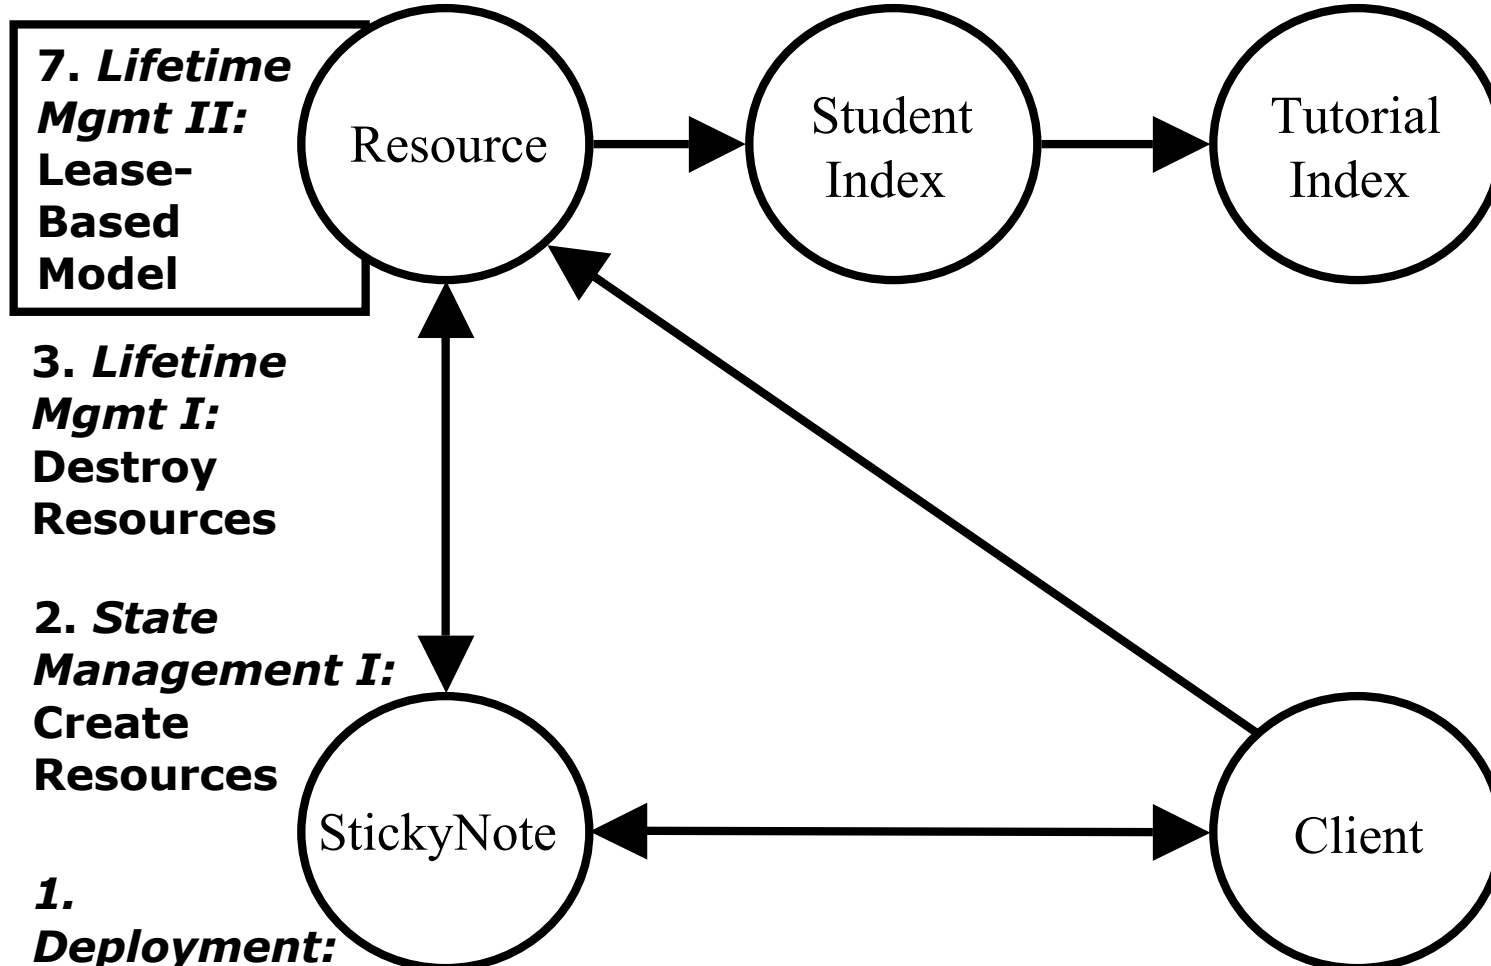 7. Lifetime
Mgmt II:
Lease-
Based
Model
Resource
Student
Index
Tutorial
Index
3. Lifetime
Mgmt I:
Destroy
Resources
2. State
Management I:
Create
Resources
StickyNote
Client
1.
Deployment: